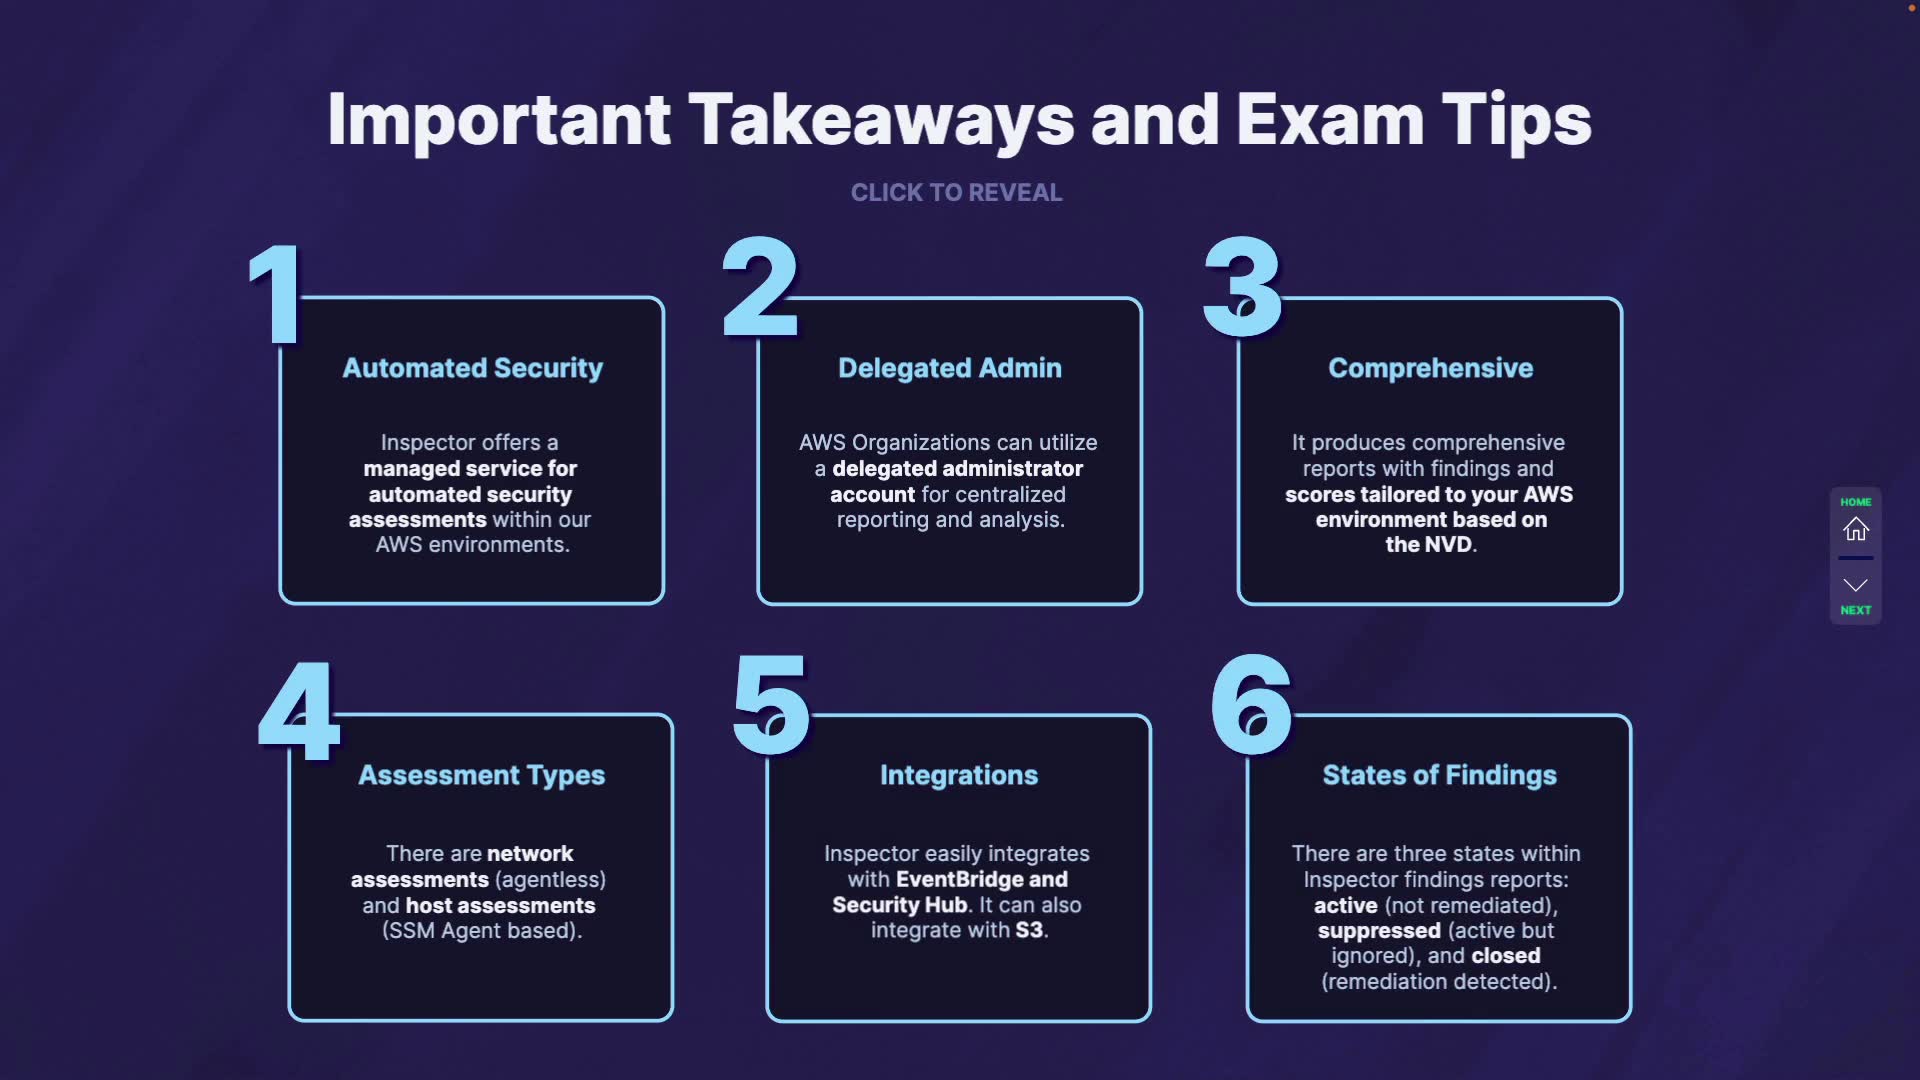 Important Takeaways and Exam Tips
CLICK TO REVEAL
1
Automated Security
Inspector offers a
managed service for
automated security
assessments within our
AWS environments.
2
Delegated Admin
AWS Organizations can utilize
a delegated administrator
account for centralized
reporting and analysis.
3
Comprehensive
It produces comprehensive
reports with findings and
scores tailored to your AWS
environment based on
the NVD.
4
Assessment Types
There are network
assessments (agentless)
and host assessments
(SSM Agent based).
5
Integrations
Inspector easily integrates
with EventBridge and
Security Hub. It can also
integrate with S3.
6
States of Findings
There are three states within
Inspector findings reports:
active (not remediated),
suppressed (active but
ignored), and closed
(remediation detected).
HOME
NEXT